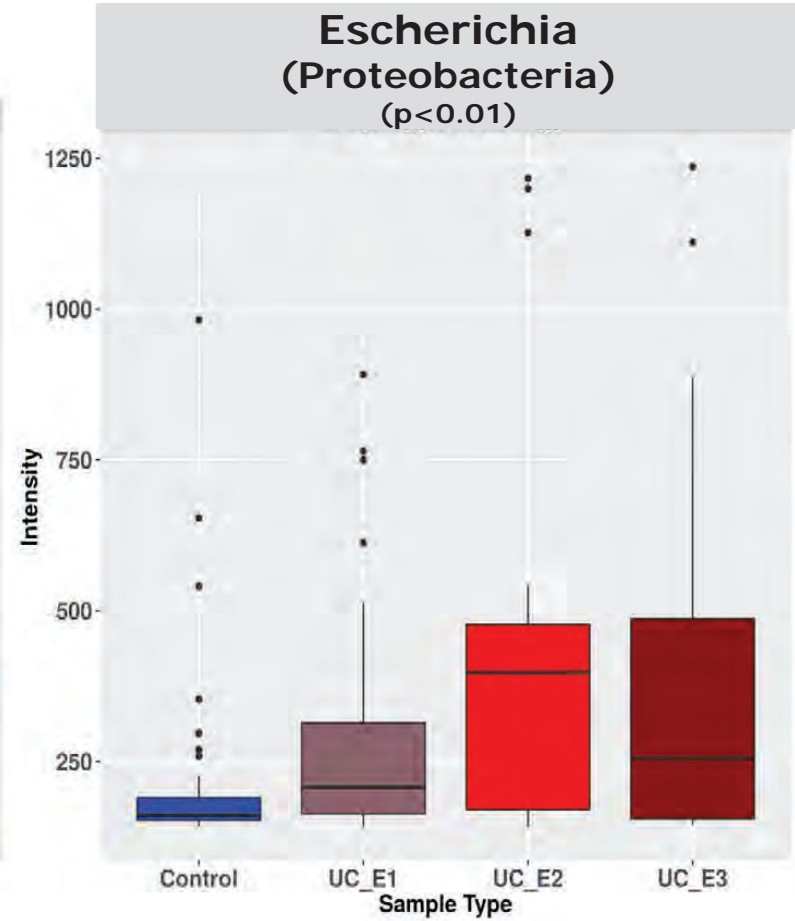 Escherichia
(Proteobacteria)
(p<0.01)
1250
1000
750
500
250
Intensity
Control UC_E1 UC_E2 UC_E3
Sample Type